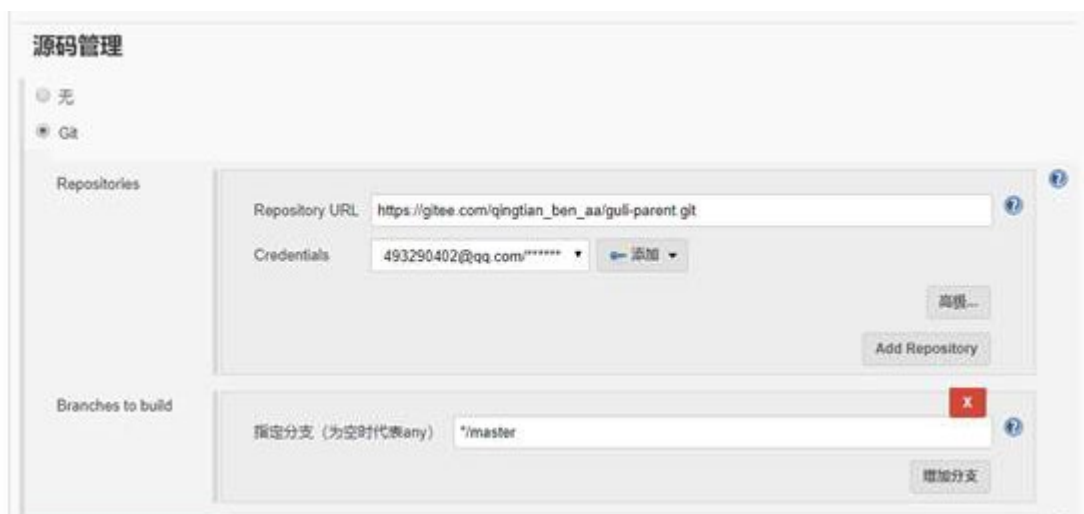 源码管理
无
Git
Repositories
Repository URL https://gitee.com/qingtian_ben_aa/guli-parent.git
Credentials 493290402@qq.com/****** 添加
高级...
Add Repository
Branches to build
X
指定分支（为空时代表any） */master
增加分支